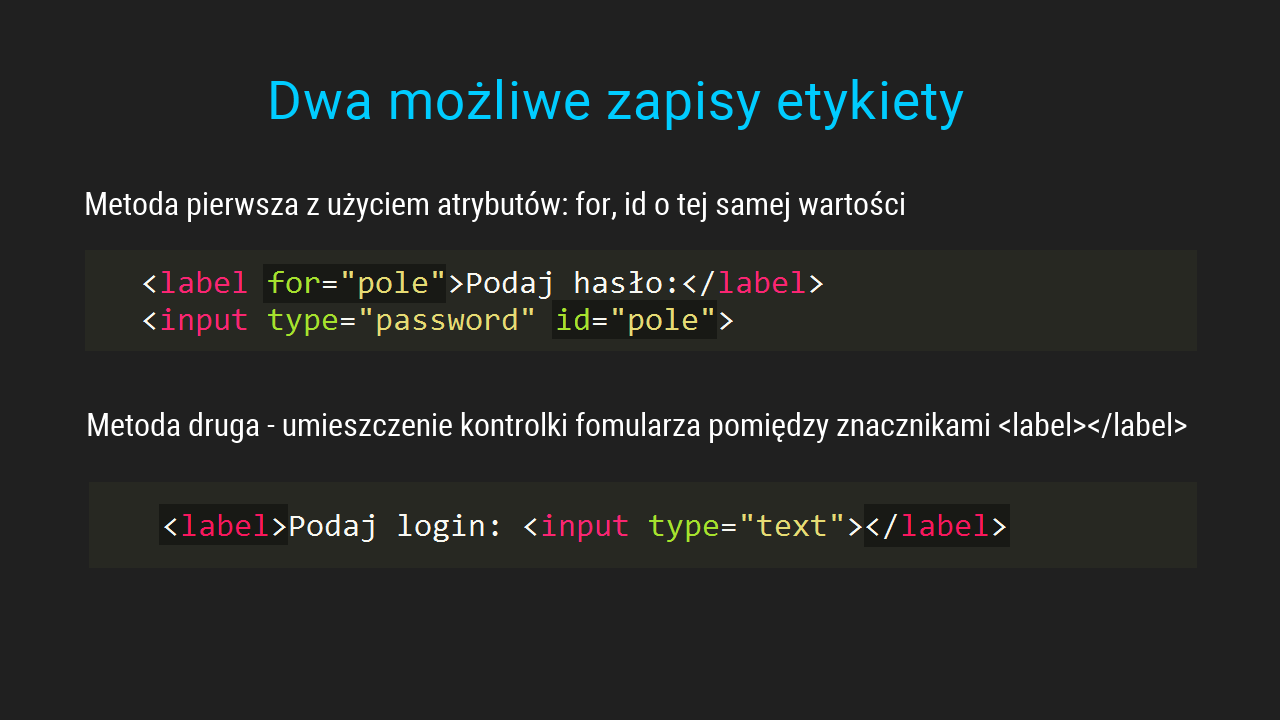 Dwa możliwe zapisy etykiety
Metoda pierwsza z użyciem atrybutów: for, id o tej samej wartości
<label for="pole">Podaj hasło:</label>
<input type="password" id="pole">
Metoda druga - umieszczenie kontrolki fomularza pomiędzy znacznikami <label></label>
<label>Podaj login: <input type="text"></label>